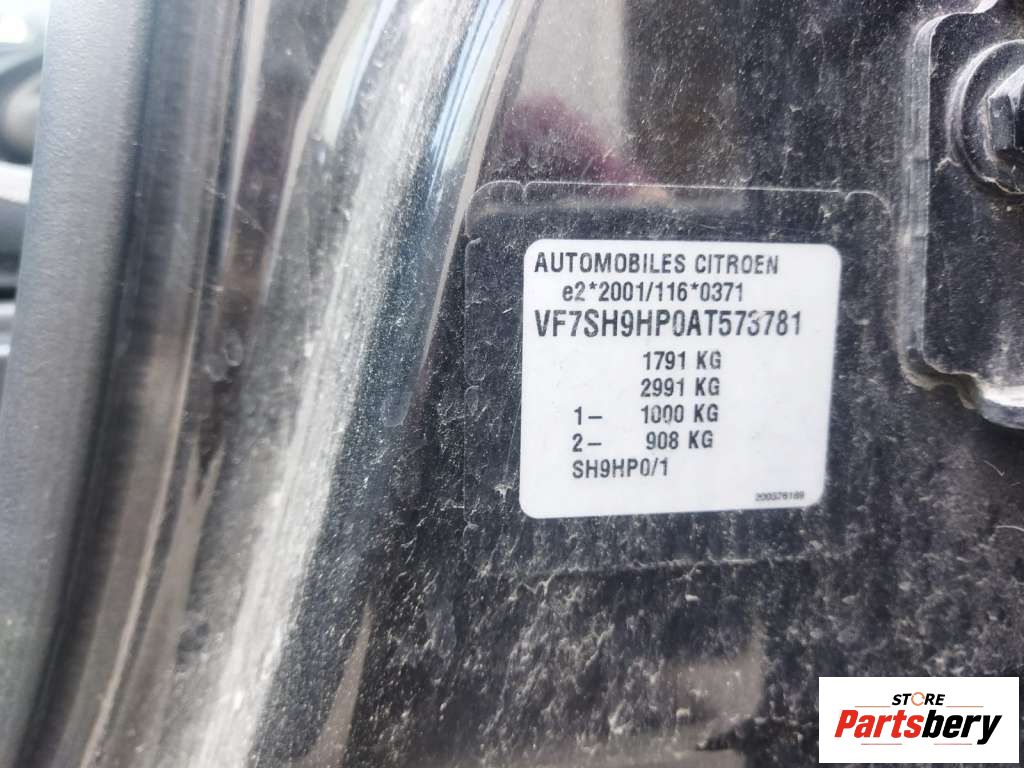 AUTOMOBILES CITROEN
e2*2001/116*0371
VF7SH9HP0AT573781
1791 KG
2991 KG
1- 1000 KG
2- 908 KG
SH9HP0/1
200376189
STORE
Partsbery